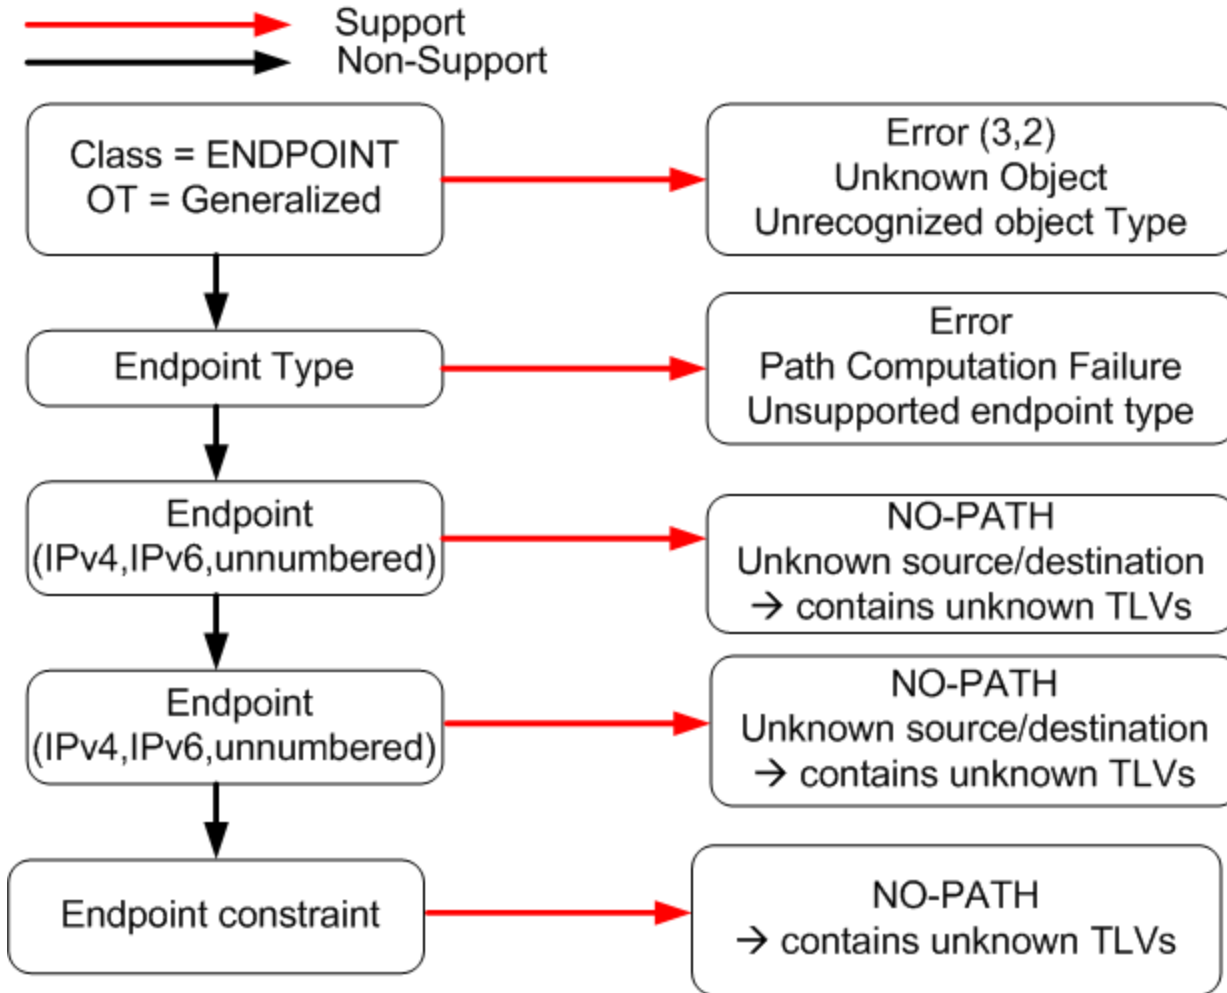 Support
Non-Support
Class = ENDPOINT
OT = Generalized
Error (3,2)
Unknown Object
Unrecognized object Type
Endpoint Type
Error
Path Computation Failure
Unsupported endpoint type
Endpoint
(IPv4,IPv6,unnumbered)
NO-PATH
Unknown source/destination
→ contains unknown TLVs
Endpoint
(IPv4,IPv6,unnumbered)
NO-PATH
Unknown source/destination
→ contains unknown TLVs
Endpoint constraint
NO-PATH
→ contains unknown TLVs